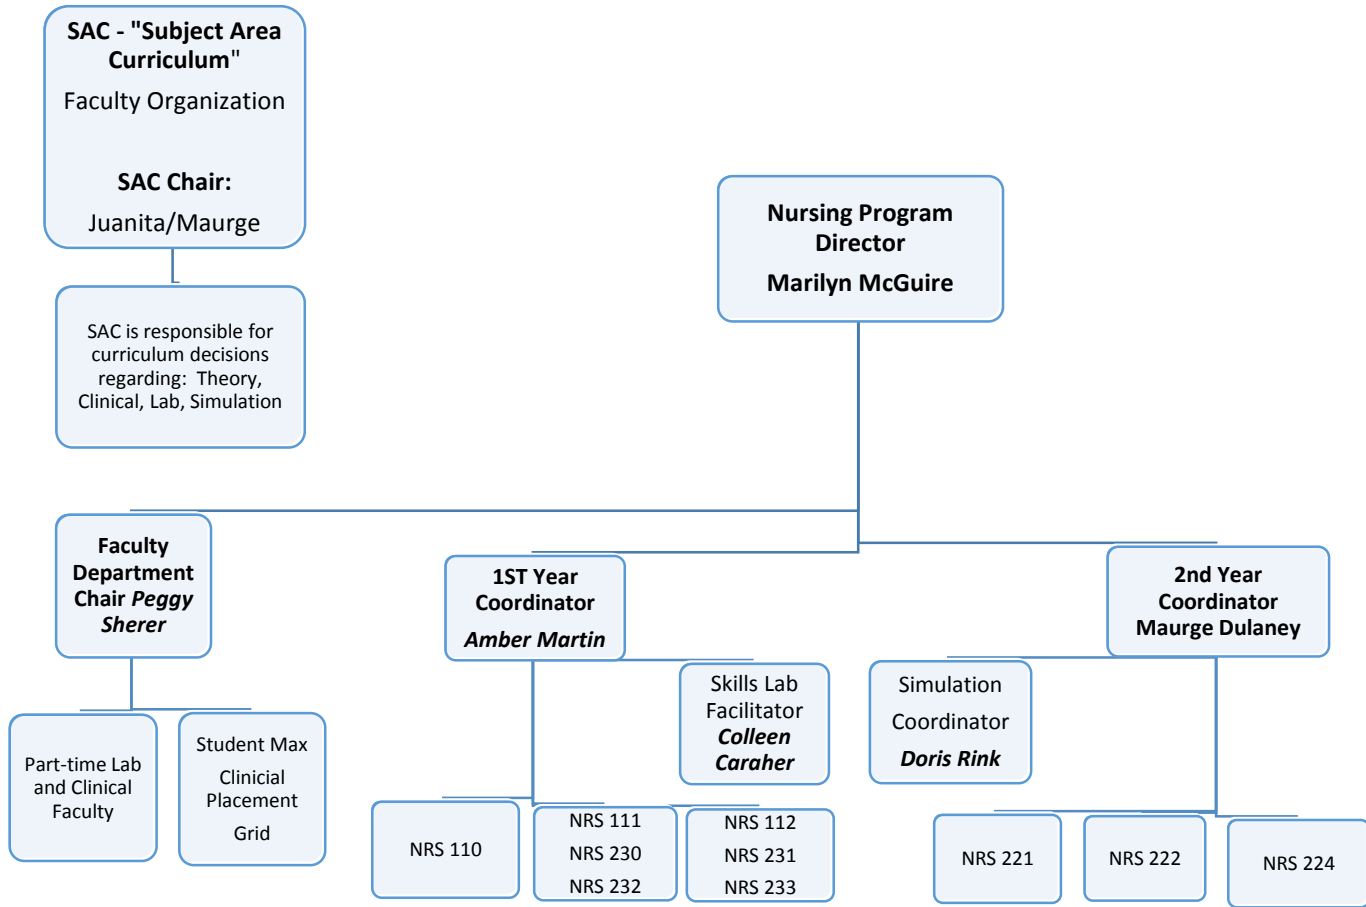 SAC - "Subject Area
Curriculum"
Faculty Organization
SAC Chair:
Juanita/Maurge
SAC is responsible for
curriculum decisions
regarding:  Theory,
Clinical, Lab, Simulation
Nursing Program
Director
Marilyn McGuire
Faculty
Department
Chair Peggy
Sherer
Part-time Lab
and Clinical
Faculty
Student Max
Clinicial
Placement
Grid
1ST Year
Coordinator
Amber Martin
Skills Lab
Facilitator
Colleen
Caraher
NRS 110
NRS 111
NRS 230
NRS 232
NRS 112
NRS 231
NRS 233
2nd Year
Coordinator
Maurge Dulaney
Simulation
Coordinator
Doris Rink
NRS 221
NRS 222
NRS 224